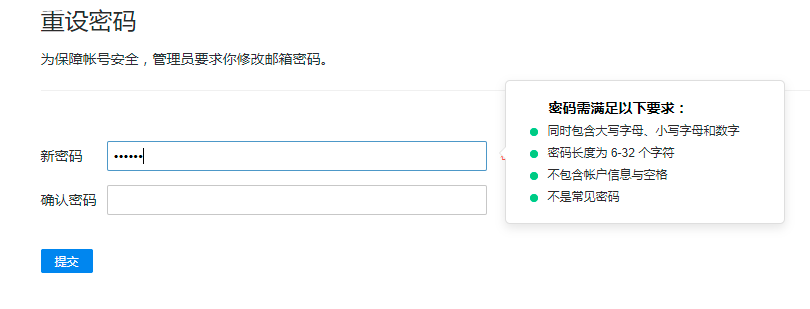 重设密码
为保障帐号安全，管理员要求你修改邮箱密码。
密码需满足以下要求：
同时包含大写字母、小写字母和数字
密码长度为 6-32 个字符
不包含帐户信息与空格
不是常见密码
新密码 ••••••
确认密码
提交